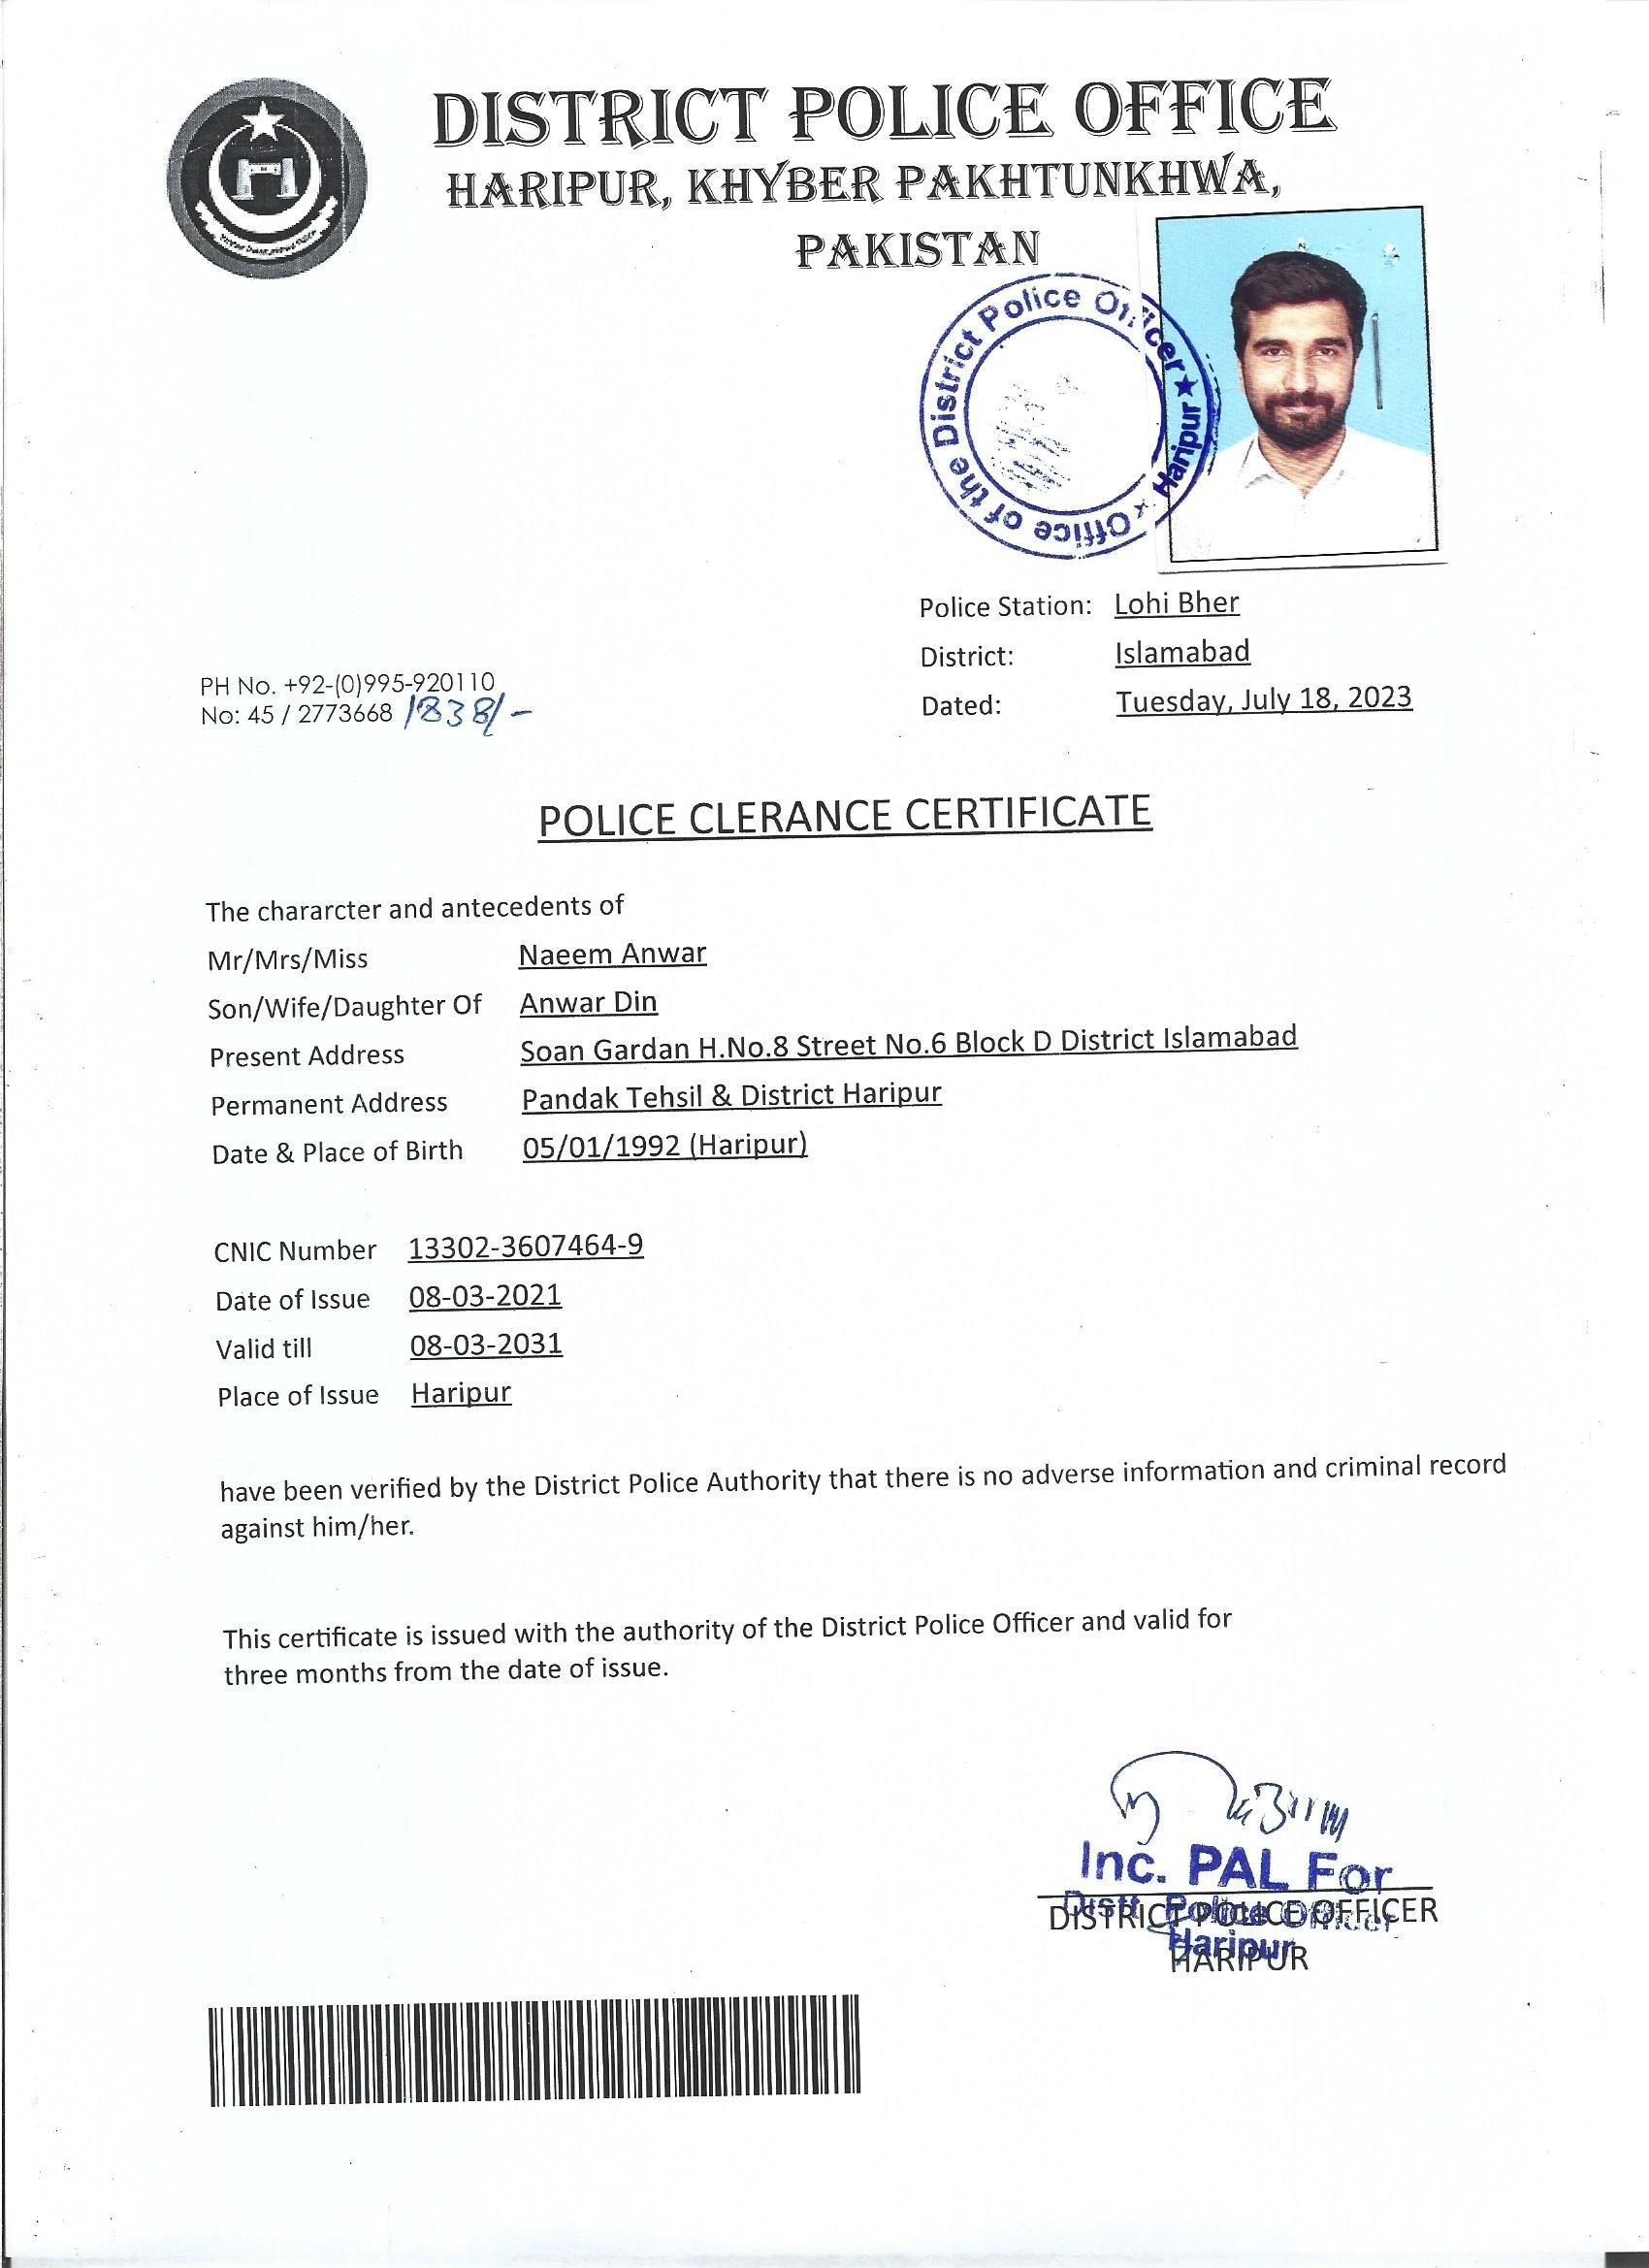 DISTRICT POLICE OFFICE
HARIPUR, KHYBER PAKHTUNKHWA,
PAKISTAN
Office of the District Police Officer ★ Haripur
Police Station: Lohi Bher
District: Islamabad
Dated: Tuesday, July 18, 2023
PH No. +92-(0)995-920110
No: 45 / 2773668 /838/-
POLICE CLERANCE CERTIFICATE
The chararcter and antecedents of
Mr/Mrs/Miss Naeem Anwar
Son/Wife/Daughter Of Anwar Din
Present Address Soan Gardan H.No.8 Street No.6 Block D District Islamabad
Permanent Address Pandak Tehsil & District Haripur
Date & Place of Birth 05/01/1992 (Haripur)
CNIC Number 13302-3607464-9
Date of Issue 08-03-2021
Valid till 08-03-2031
Place of Issue Haripur
have been verified by the District Police Authority that there is no adverse information and criminal record
against him/her.
This certificate is issued with the authority of the District Police Officer and valid for
three months from the date of issue.
Inc. PAL For
Distt: Police Officer
Haripur
DISTRICT POLICE OFFICER
HARIPUR